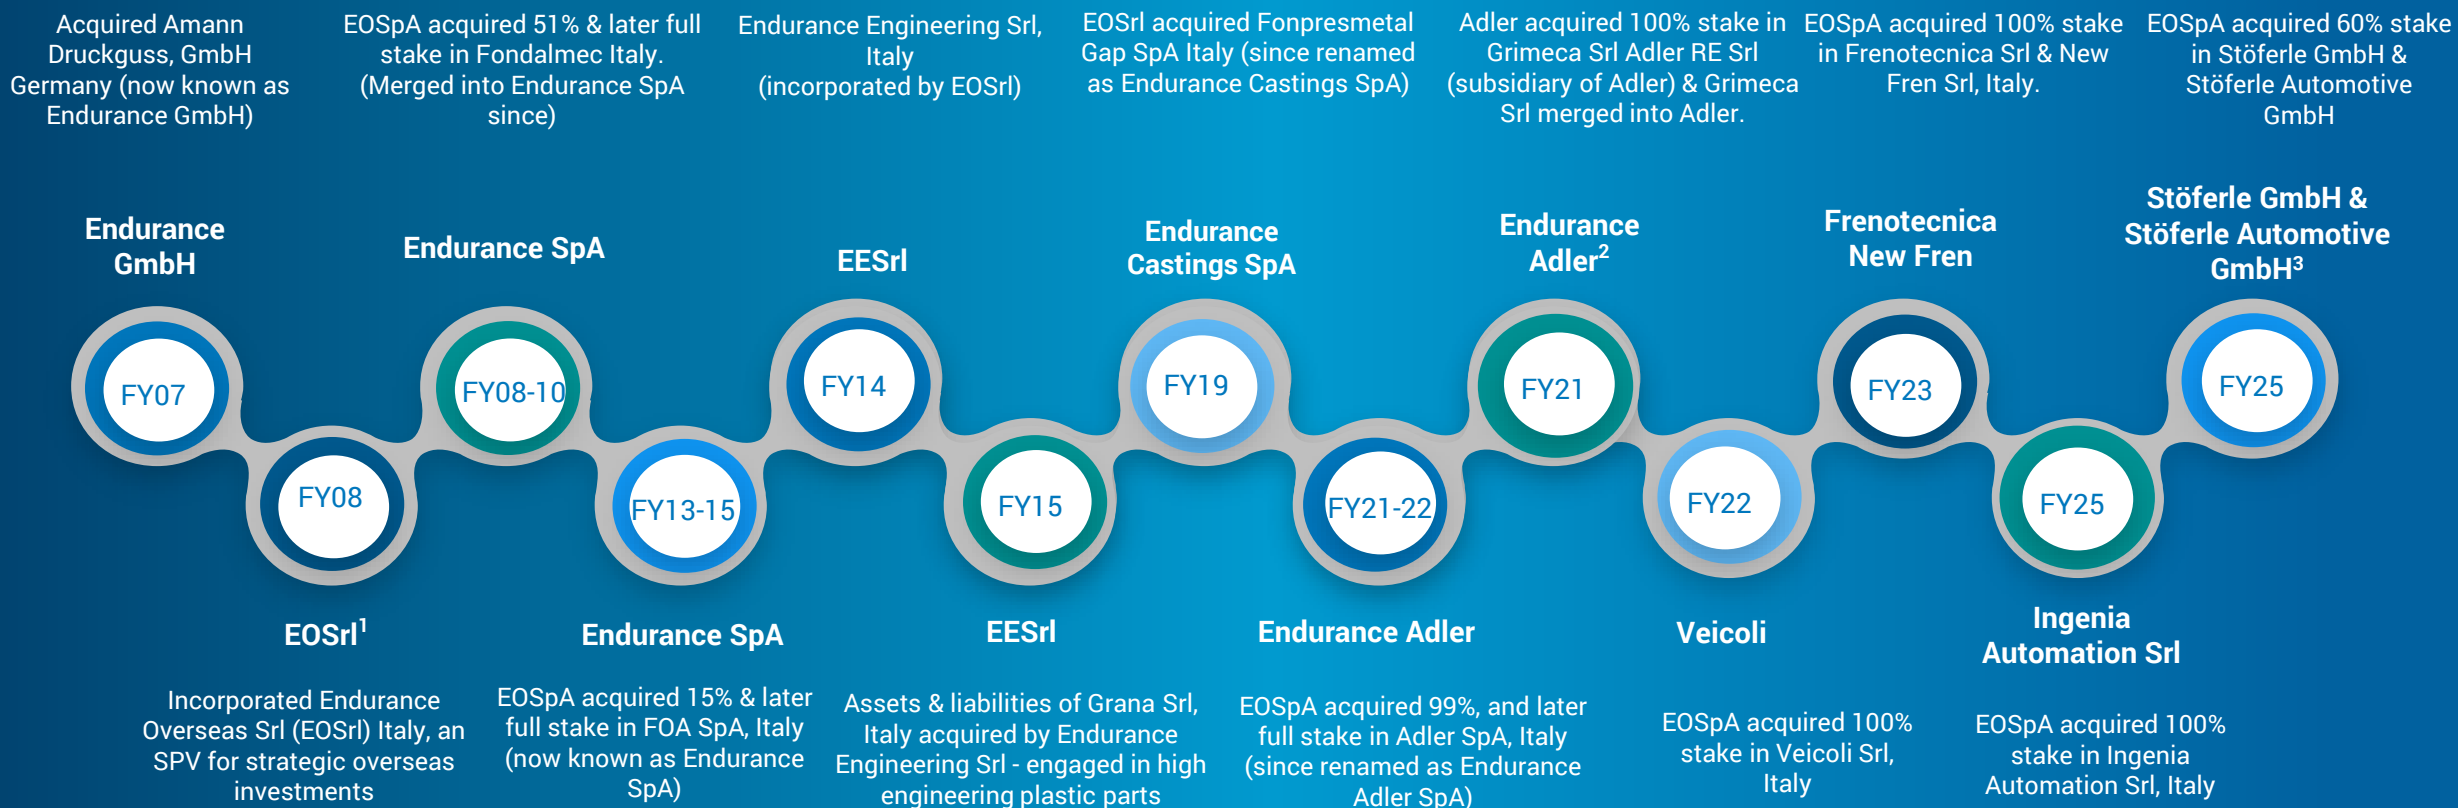 Acquired Amann
Druckguss, GmbH
Germany (now known as
Endurance GmbH)
EOSpA acquired 51% & later full
stake in Fondalmec Italy.
(Merged into Endurance SpA
since)
Endurance Engineering Srl,
Italy
(incorporated by EOSrl)
EOSrl acquired Fonpresmetal
Gap SpA Italy (since renamed
as Endurance Castings SpA)
Adler acquired 100% stake in
Grimeca Srl Adler RE Srl
(subsidiary of Adler) & Grimeca
Srl merged into Adler.
EOSpA acquired 100% stake
in Frenotecnica Srl & New
Fren Srl, Italy.
EOSpA acquired 60% stake
in Stöferle GmbH &
Stöferle Automotive
GmbH
Endurance
GmbH
Endurance SpA
EESrl
Endurance
Castings SpA
Endurance
Adler²
Frenotecnica
New Fren
Stöferle GmbH &
Stöferle Automotive
GmbH³
FY07
FY08-10
FY14
FY19
FY21
FY23
FY25
FY08
FY13-15
FY15
FY21-22
FY22
FY25
EOSrl¹
Endurance SpA
EESrl
Endurance Adler
Veicoli
Ingenia
Automation Srl
Incorporated Endurance
Overseas Srl (EOSrl) Italy, an
SPV for strategic overseas
investments
EOSpA acquired 15% & later
full stake in FOA SpA, Italy
(now known as Endurance
SpA)
Assets & liabilities of Grana Srl,
Italy acquired by Endurance
Engineering Srl - engaged in high
engineering plastic parts
EOSpA acquired 99%, and later
full stake in Adler SpA, Italy
(since renamed as Endurance
Adler SpA)
EOSpA acquired 100%
stake in Veicoli Srl,
Italy
EOSpA acquired 100%
stake in Ingenia
Automation Srl, Italy